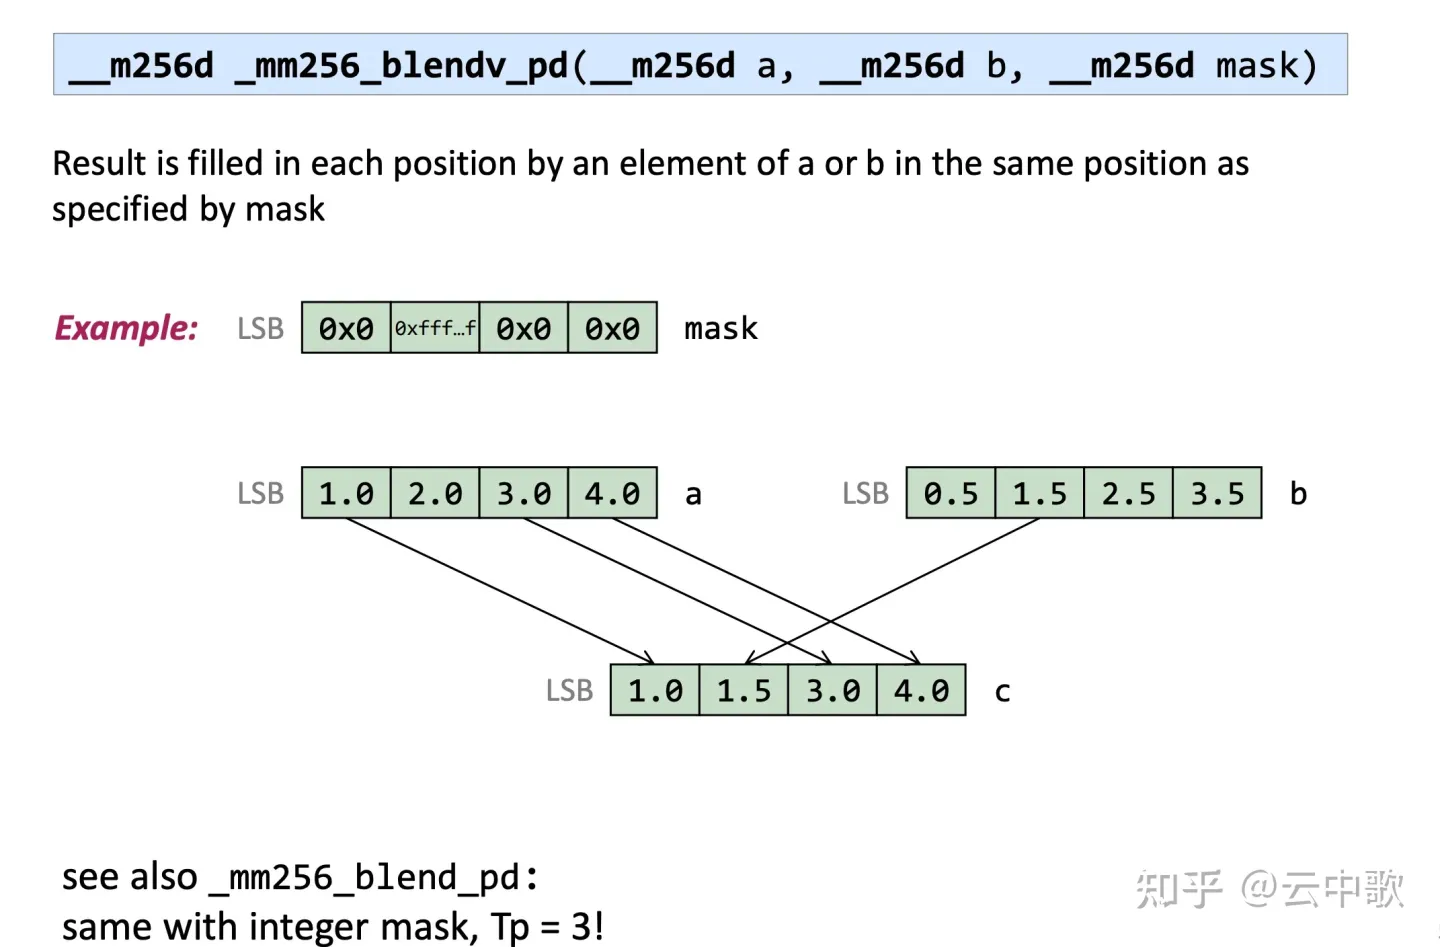 __m256d _mm256_blendv_pd(__m256d a, __m256d b, __m256d mask)
Result is filled in each position by an element of a or b in the same position as
specified by mask
Example: LSB 0x0 0xfff…f 0x0 0x0 mask
LSB 1.0 2.0 3.0 4.0 a LSB 0.5 1.5 2.5 3.5 b
LSB 1.0 1.5 3.0 4.0 c
see also _mm256_blend_pd:
same with integer mask, Tp = 3!
知乎 @云中歌